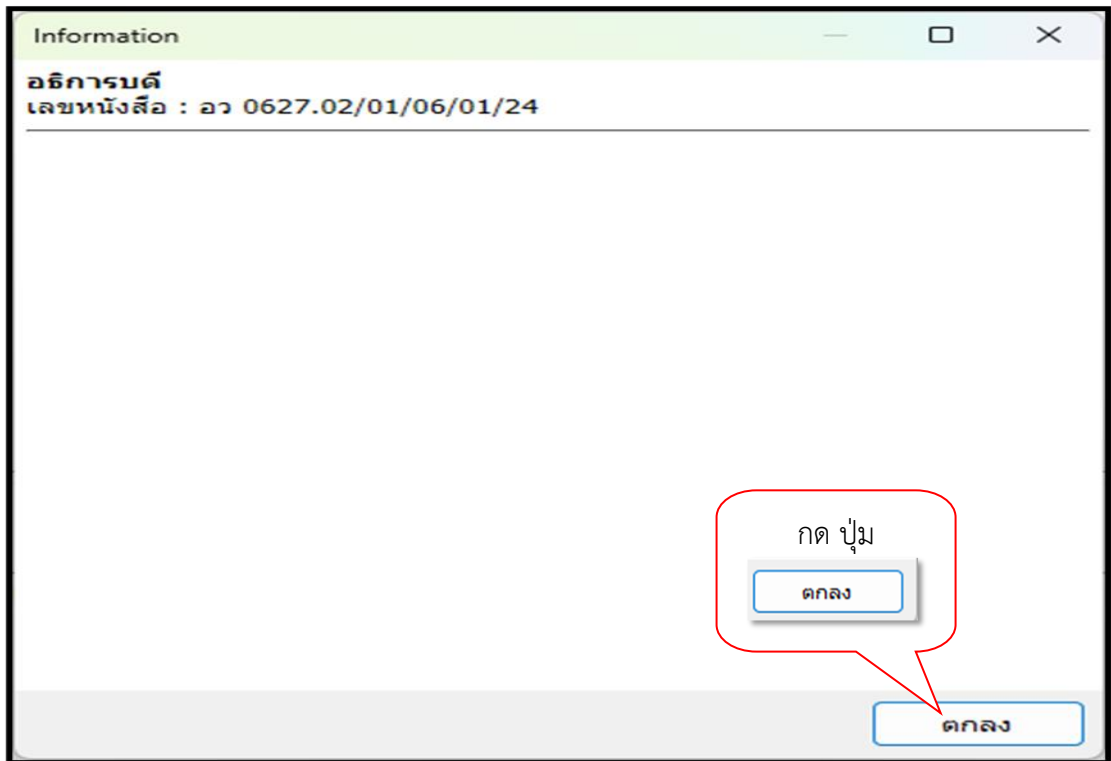 Information
อธิการบดี
เลขหนังสือ : อว 0627.02/01/06/01/24
กด ปุ่ม
ตกลง
ตกลง